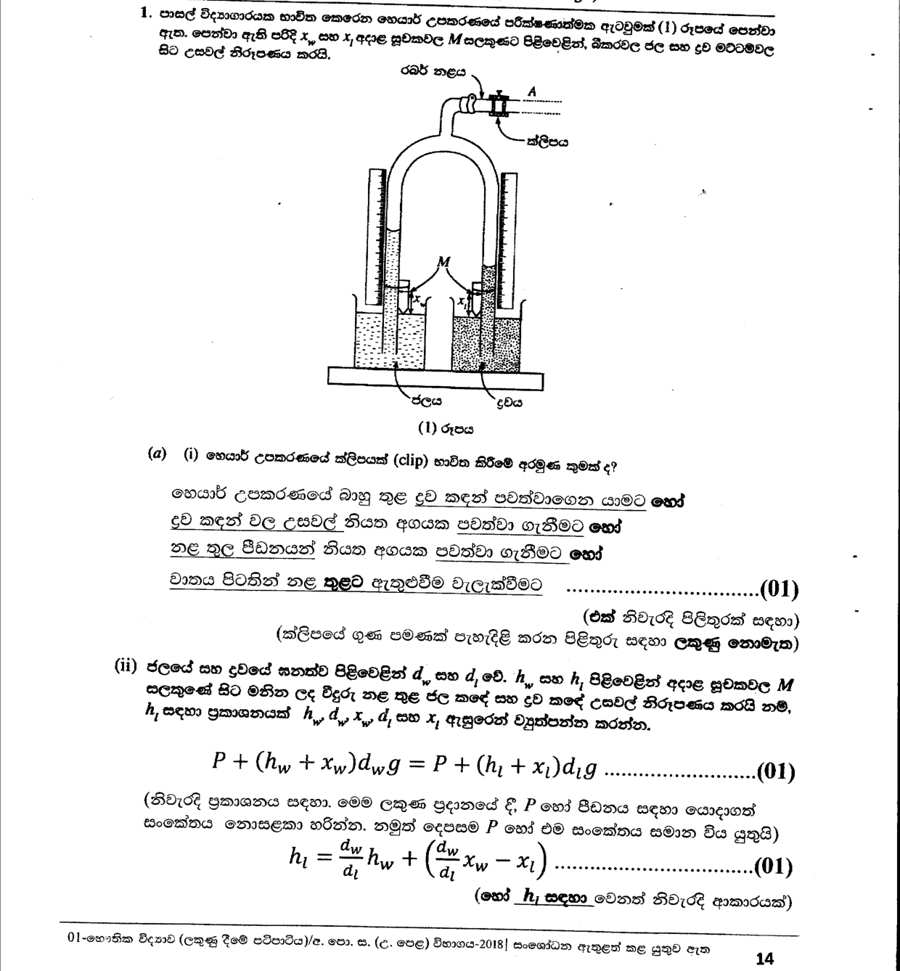 1. පාසල් විද්‍යාගාරයක භාවිත කෙරෙන හෙයාර් උපකරණයේ පරීක්ෂණාත්මක ඇටවුමක් (1) රූපයේ පෙන්වා
ඇත. පෙන්වා ඇති පරිදි x_w සහ x_l අදාළ සූචකවල M සලකුණට පිළිවෙළින්, බීකරවල ජල සහ ද්‍රව මට්ටම්වල
සිට උසවල් නිරූපණය කරයි.
රබර් නළය
A
ක්ලිපය
M
x_w
x_l
ජලය
ද්‍රවය
(1) රූපය
(a) (i) හෙයාර් උපකරණයේ ක්ලිපයක් (clip) භාවිත කිරීමේ අරමුණ කුමක් ද?
හෙයාර් උපකරණයේ බාහු තුළ ද්‍රව කඳන් පවත්වාගෙන යාමට හෝ
ද්‍රව කඳන් වල උසවල් නියත අගයක පවත්වා ගැනීමට හෝ
නළ තුල පීඩනයන් නියත අගයක පවත්වා ගැනීමට හෝ
වාතය පිටතින් නළ තුළට ඇතුළුවීම වැලැක්වීමට ..................................(01)
(එක් නිවැරදි පිලිතුරක් සඳහා)
(ක්ලිපයේ ගුණ පමණක් පැහැදිළි කරන පිළිතුරු සඳහා ලකුණු නොමැත)
(ii) ජලයේ සහ ද්‍රවයේ ඝනත්ව පිළිවෙළින් d_w සහ d_l වේ. h_w සහ h_l පිළිවෙළින් අදාළ සූචකවල M
සලකුණේ සිට මනින ලද වීදුරු නළ තුළ ජල කඳේ සහ ද්‍රව කඳේ උසවල් නිරූපණය කරයි නම්,
h_l සඳහා ප්‍රකාශනයක් h_w, d_w, x_w, d_l සහ x_l ඇසුරෙන් ව්‍යුත්පන්න කරන්න.
P + (h_w + x_w)d_w g = P + (h_l + x_l)d_l g ..........................(01)
(නිවැරදි ප්‍රකාශනය සඳහා. මෙම ලකුණ ප්‍රදානයේ දී, P හෝ පීඩනය සඳහා යොදාගත්
සංකේතය නොසළකා හරින්න. නමුත් දෙපසම P හෝ එම සංකේතය සමාන විය යුතුයි)
h_l = d_w/d_l h_w + (d_w/d_l x_w − x_l) ..................................(01)
(හෝ h_l සඳහා වෙනත් නිවැරදි ආකාරයක්)
01-භෞතික විද්‍යාව (ලකුණු දීමේ පටිපාටිය)/අ. පො. ස. (උ. පෙළ) විභාගය-2018| සංශෝධන ඇතුළත් කළ යුතුව ඇත
14